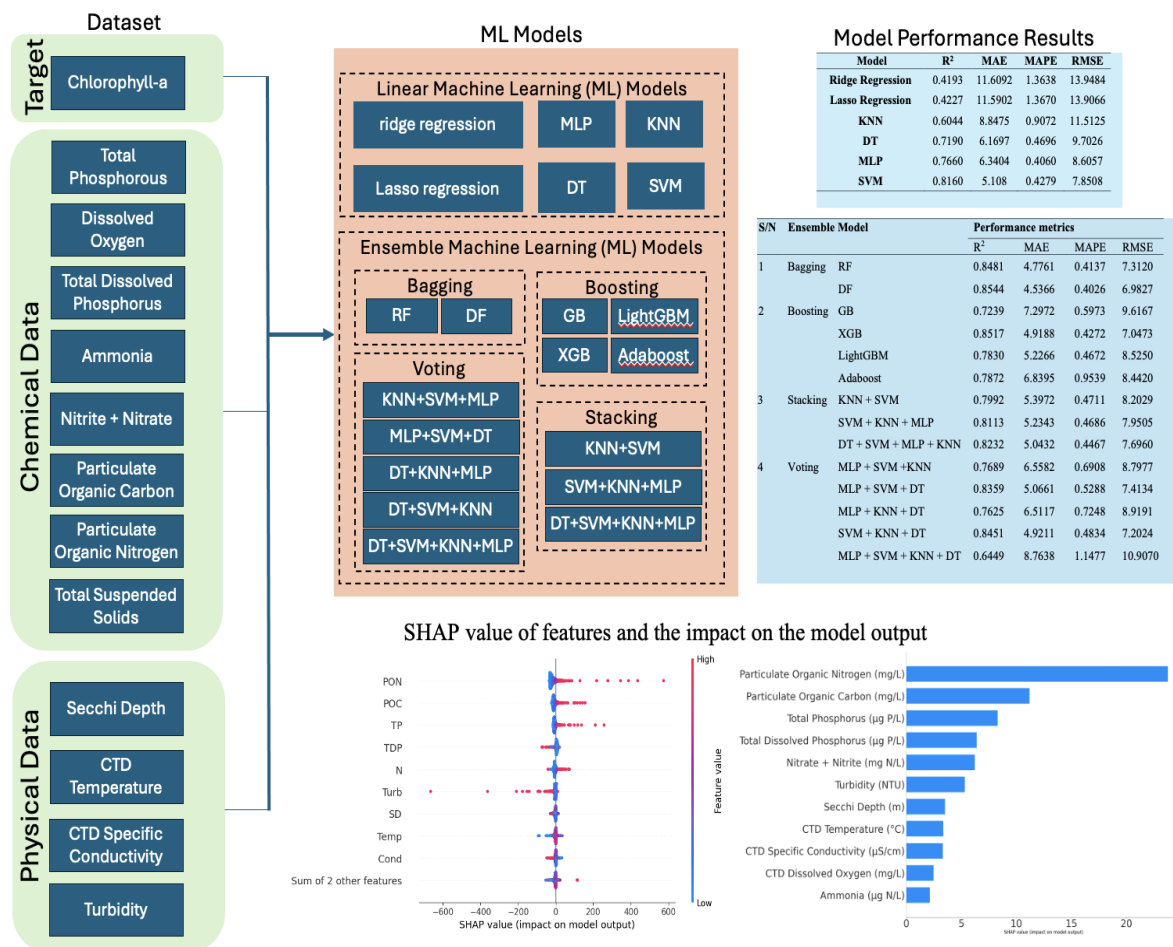 Dataset
Target
Chlorophyll-a
Chemical Data
Total
Phosphorous
Dissolved
Oxygen
Total Dissolved
Phosphorus
Ammonia
Nitrite + Nitrate
Particulate
Organic Carbon
Particulate
Organic Nitrogen
Total Suspended
Solids
Physical Data
Secchi Depth
CTD
Temperature
CTD Specific
Conductivity
Turbidity
ML Models
Linear Machine Learning (ML) Models
ridge regression MLP KNN
Lasso regression DT SVM
Ensemble Machine Learning (ML) Models
Bagging
RF DF
Boosting
GB LightGBM
XGB Adaboost
Voting
KNN+SVM+MLP
MLP+SVM+DT
DT+KNN+MLP
DT+SVM+KNN
DT+SVM+KNN+MLP
Stacking
KNN+SVM
SVM+KNN+MLP
DT+SVM+KNN+MLP
Model Performance Results
Model R² MAE MAPE RMSE
Ridge Regression 0.4193 11.6092 1.3638 13.9484
Lasso Regression 0.4227 11.5902 1.3670 13.9066
KNN 0.6044 8.8475 0.9072 11.5125
DT 0.7190 6.1697 0.4696 9.7026
MLP 0.7660 6.3404 0.4060 8.6057
SVM 0.8160 5.108 0.4279 7.8508
S/N Ensemble Model Performance metrics
R² MAE MAPE RMSE
1 Bagging RF 0.8481 4.7761 0.4137 7.3120
DF 0.8544 4.5366 0.4026 6.9827
2 Boosting GB 0.7239 7.2972 0.5973 9.6167
XGB 0.8517 4.9188 0.4272 7.0473
LightGBM 0.7830 5.2266 0.4672 8.5250
Adaboost 0.7872 6.8395 0.9539 8.4420
3 Stacking KNN + SVM 0.7992 5.3972 0.4711 8.2029
SVM + KNN + MLP 0.8113 5.2343 0.4686 7.9505
DT + SVM + MLP + KNN 0.8232 5.0432 0.4467 7.6960
4 Voting MLP + SVM +KNN 0.7689 6.5582 0.6908 8.7977
MLP + SVM + DT 0.8359 5.0661 0.5288 7.4134
MLP + KNN + DT 0.7625 6.5117 0.7248 8.9191
SVM + KNN + DT 0.8451 4.9211 0.4834 7.2024
MLP + SVM + KNN + DT 0.6449 8.7638 1.1477 10.9070
SHAP value of features and the impact on the model output
PON
POC
TP
TDP
N
Turb
SD
Temp
Cond
Sum of 2 other features
−600 −400 −200 0 200 400 600
SHAP value (impact on model output)
High
Feature value
Low
Particulate Organic Nitrogen (mg/L)
Particulate Organic Carbon (mg/L)
Total Phosphorus (μg P/L)
Total Dissolved Phosphorus (μg P/L)
Nitrate + Nitrite (mg N/L)
Turbidity (NTU)
Secchi Depth (m)
CTD Temperature (°C)
CTD Specific Conductivity (μS/cm)
CTD Dissolved Oxygen (mg/L)
Ammonia (μg N/L)
0 5 10 15 20
SHAP value (impact on model output)